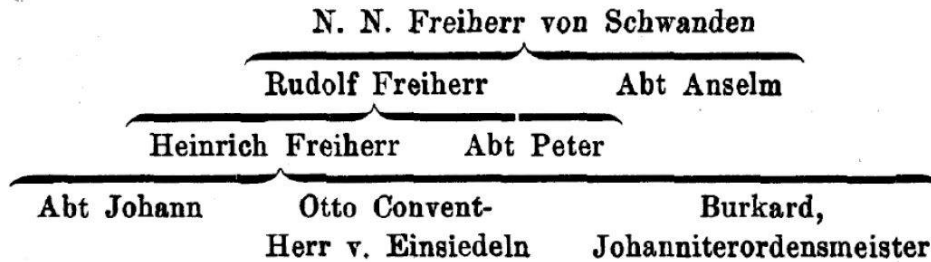 N. N. Freiherr von Schwanden
Rudolf Freiherr Abt Anselm
Heinrich Freiherr Abt Peter
Abt Johann Otto Convent- Burkard,
Herr v. Einsiedeln Johanniterordensmeister